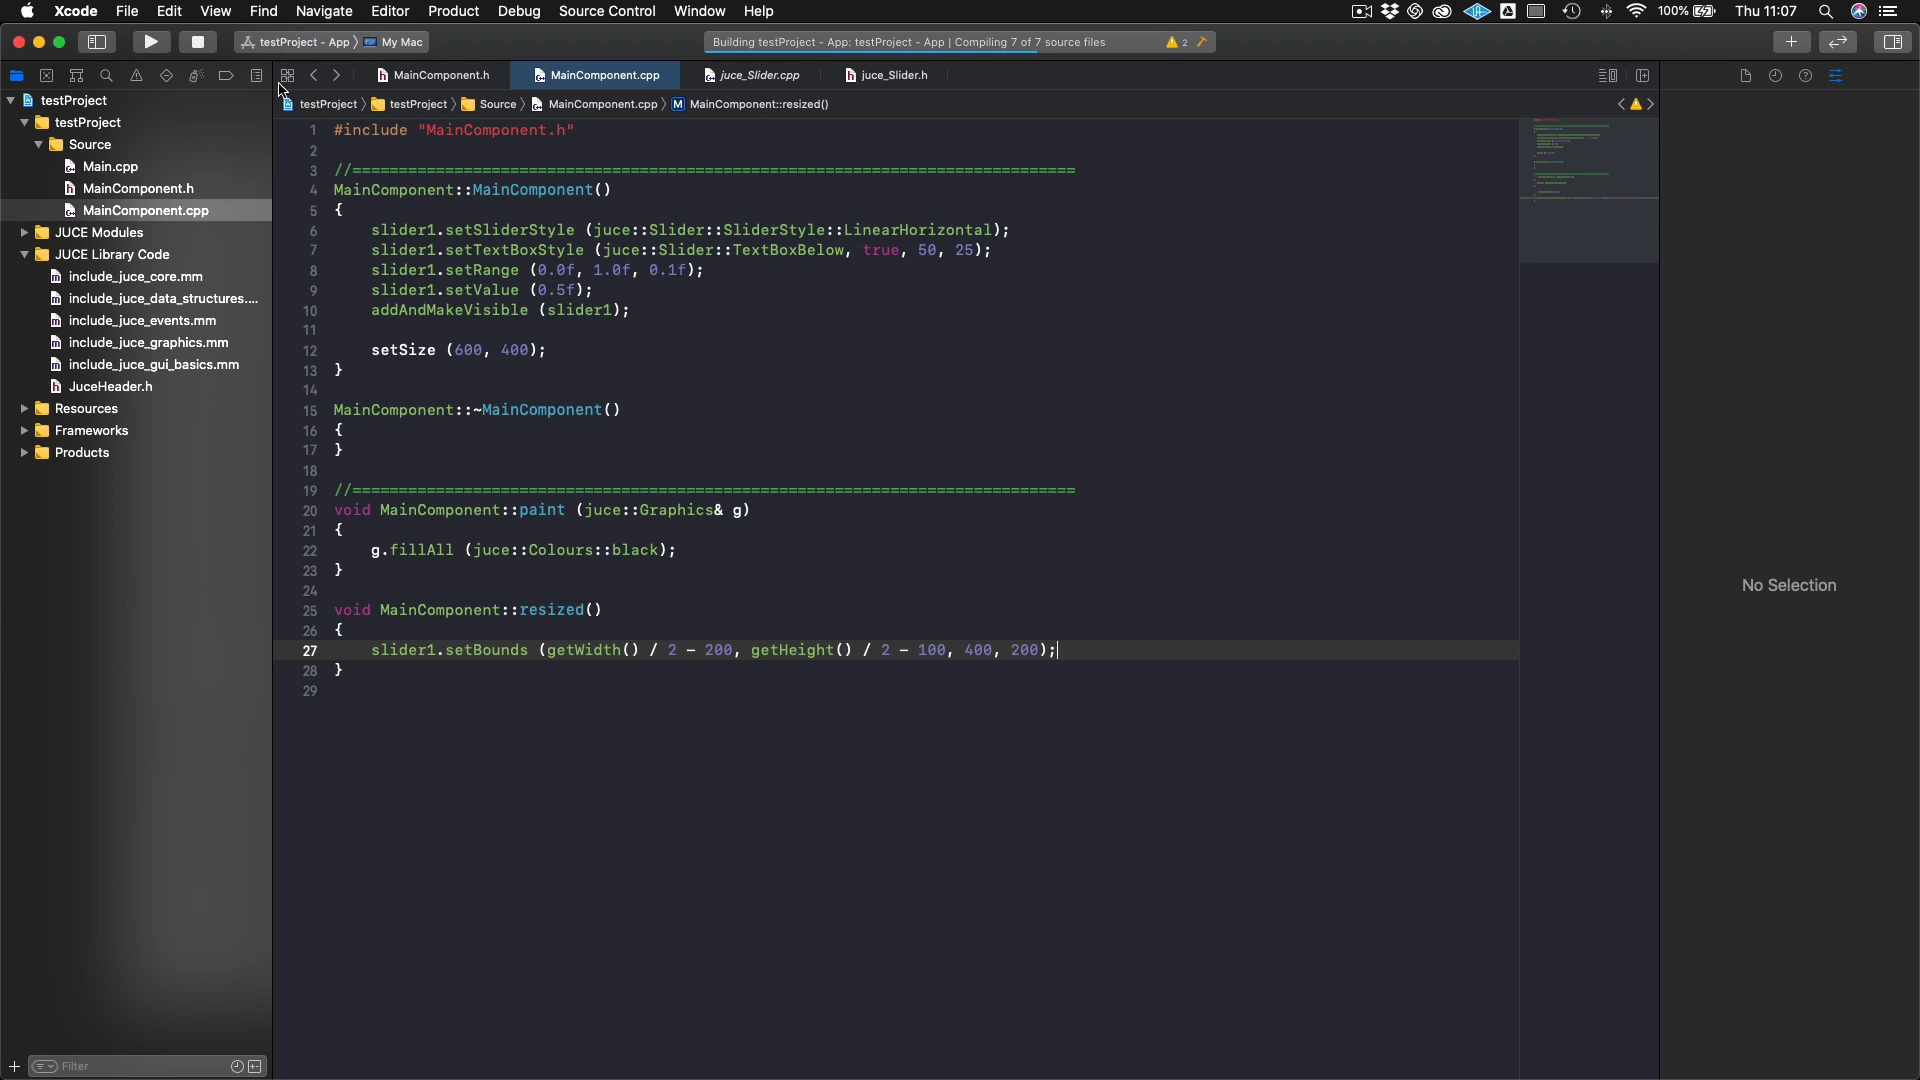 Xcode File Edit View Find Navigate Editor Product Debug Source Control Window Help 100% Thu 11:07
testProject - App My Mac Building testProject - App: testProject - App | Compiling 7 of 7 source files 2
MainComponent.h MainComponent.cpp juce_Slider.cpp juce_Slider.h
testProject testProject Source MainComponent.cpp M MainComponent::resized()
testProject
testProject
Source
Main.cpp
MainComponent.h
MainComponent.cpp
JUCE Modules
JUCE Library Code
include_juce_core.mm
include_juce_data_structures....
include_juce_events.mm
include_juce_graphics.mm
include_juce_gui_basics.mm
JuceHeader.h
Resources
Frameworks
Products
Filter
1 #include "MainComponent.h"
2
3 //==============================================================================
4 MainComponent::MainComponent()
5 {
6 slider1.setSliderStyle (juce::Slider::SliderStyle::LinearHorizontal);
7 slider1.setTextBoxStyle (juce::Slider::TextBoxBelow, true, 50, 25);
8 slider1.setRange (0.0f, 1.0f, 0.1f);
9 slider1.setValue (0.5f);
10 addAndMakeVisible (slider1);
11
12 setSize (600, 400);
13 }
14
15 MainComponent::~MainComponent()
16 {
17 }
18
19 //==============================================================================
20 void MainComponent::paint (juce::Graphics& g)
21 {
22 g.fillAll (juce::Colours::black);
23 }
24
25 void MainComponent::resized()
26 {
27 slider1.setBounds (getWidth() / 2 - 200, getHeight() / 2 - 100, 400, 200);
28 }
29
No Selection